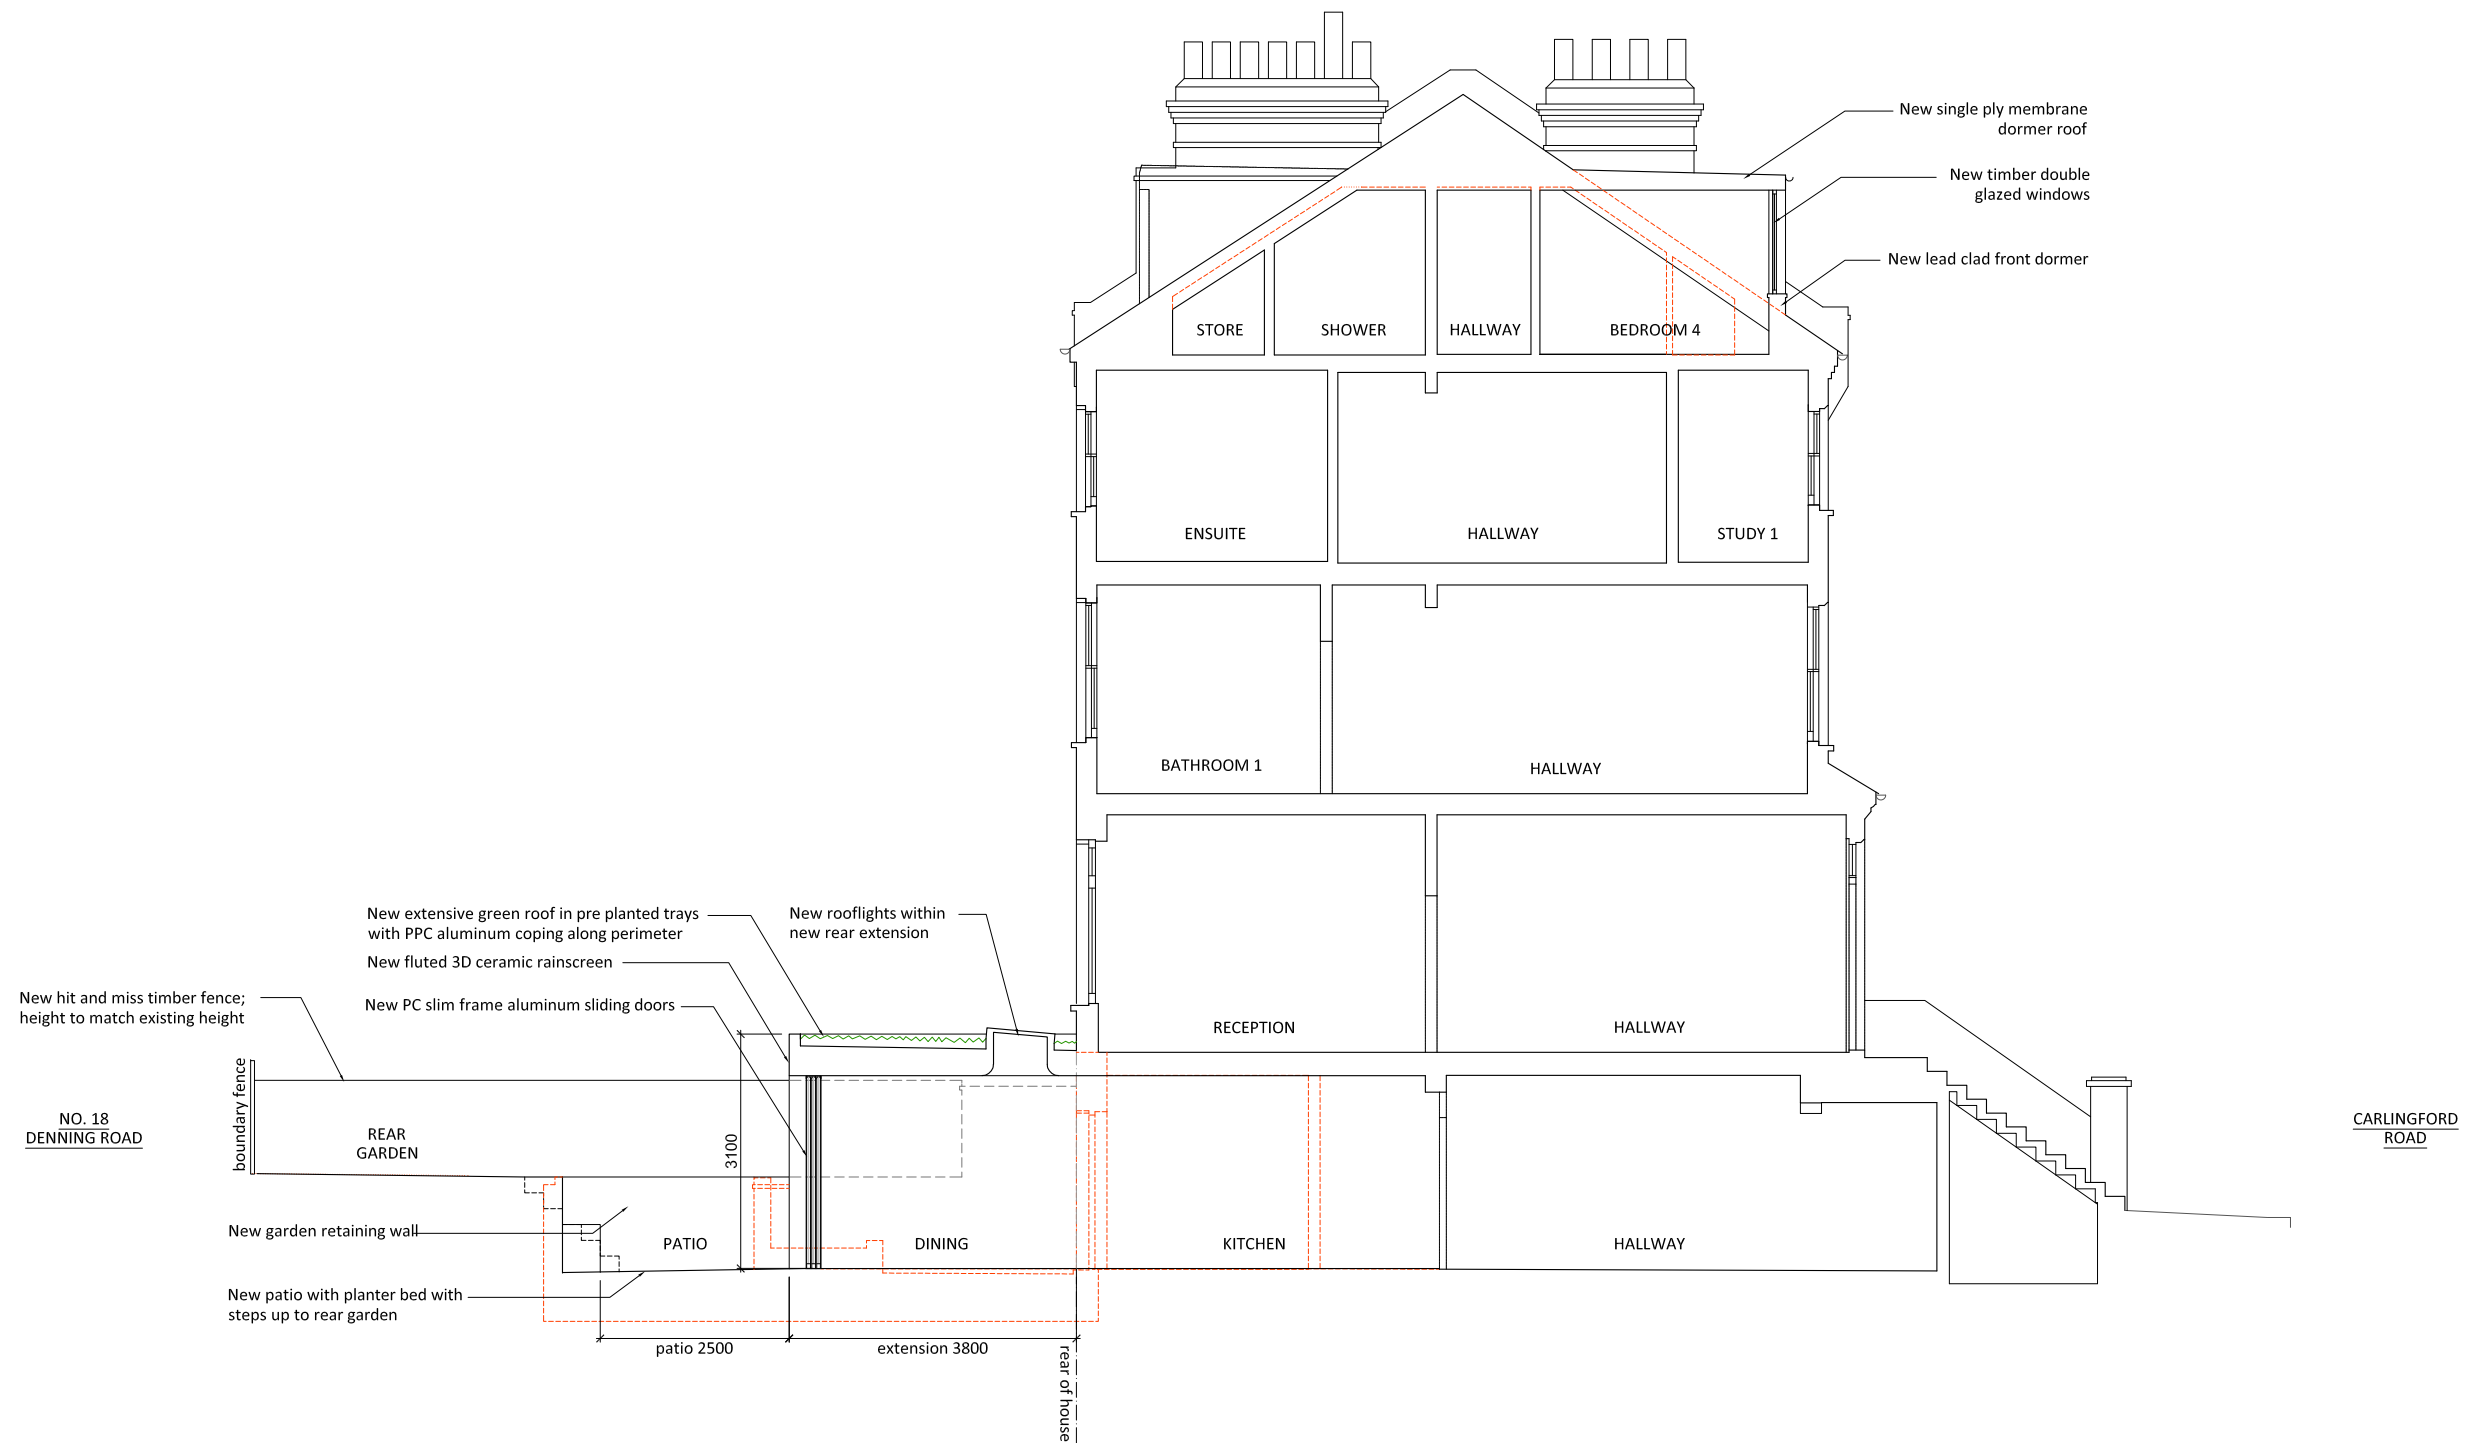 New single ply membrane
dormer roof
New timber double
glazed windows
New lead clad front dormer
STORE
SHOWER
HALLWAY
BEDROOM 4
ENSUITE
HALLWAY
STUDY 1
BATHROOM 1
HALLWAY
New extensive green roof in pre planted trays
with PPC aluminum coping along perimeter
New rooflights within
new rear extension
New fluted 3D ceramic rainscreen
New PC slim frame aluminum sliding doors
New hit and miss timber fence;
height to match existing height
RECEPTION
HALLWAY
boundary fence
NO. 18
DENNING ROAD
REAR
GARDEN
3100
CARLINGFORD
ROAD
New garden retaining wall
PATIO
DINING
KITCHEN
HALLWAY
New patio with planter bed with
steps up to rear garden
patio 2500
extension 3800
rear of house